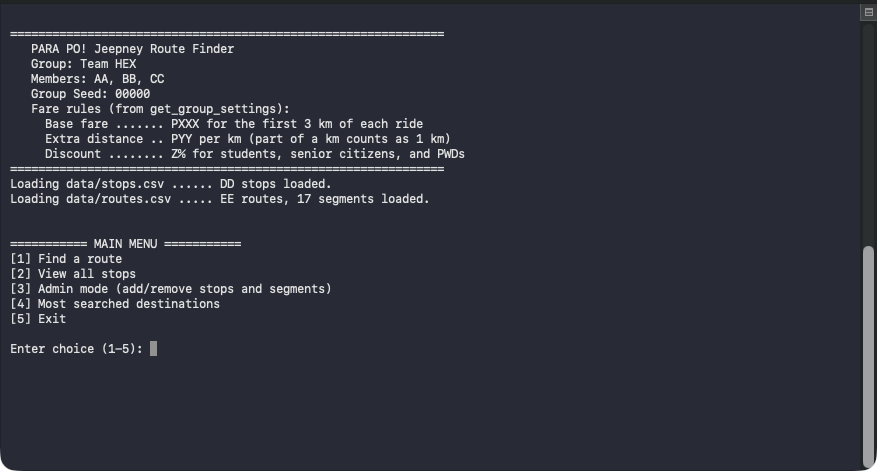 ==============================================================
   PARA PO! Jeepney Route Finder
   Group: Team HEX
   Members: AA, BB, CC
   Group Seed: 00000
   Fare rules (from get_group_settings):
     Base fare ....... PXXX for the first 3 km of each ride
     Extra distance .. PYY per km (part of a km counts as 1 km)
     Discount ........ Z% for students, senior citizens, and PWDs
==============================================================
Loading data/stops.csv ...... DD stops loaded.
Loading data/routes.csv ..... EE routes, 17 segments loaded.
=========== MAIN MENU ===========
[1] Find a route
[2] View all stops
[3] Admin mode (add/remove stops and segments)
[4] Most searched destinations
[5] Exit
Enter choice (1-5):